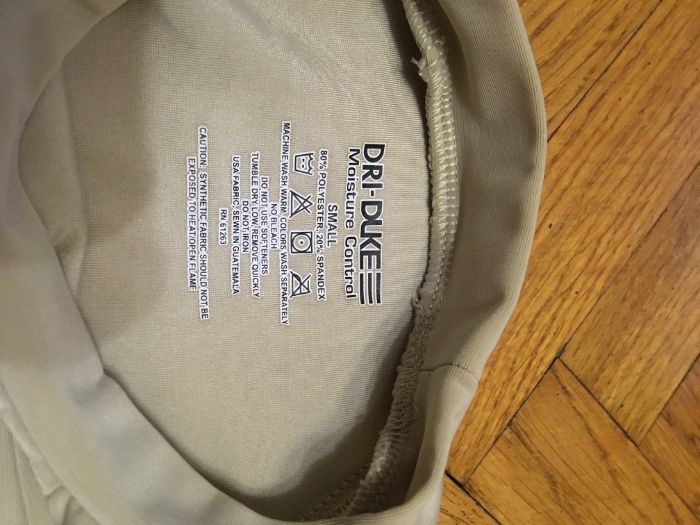 DRI-DUKE
Moisture Control
SMALL
80% POLYESTER; 20% SPANDEX
MACHINE WASH WARM; COLORS WASH SEPARATELY
NO BLEACH
DO NOT USE SOFTENERS
TUMBLE DRY, LOW/REMOVE QUICKLY
DO NOT IRON
USA FABRIC; SEWN IN GUATEMALA
RN 61263
CAUTION: SYNTHETIC FABRIC SHOULD NOT BE
EXPOSED TO HEAT/OPEN FLAME